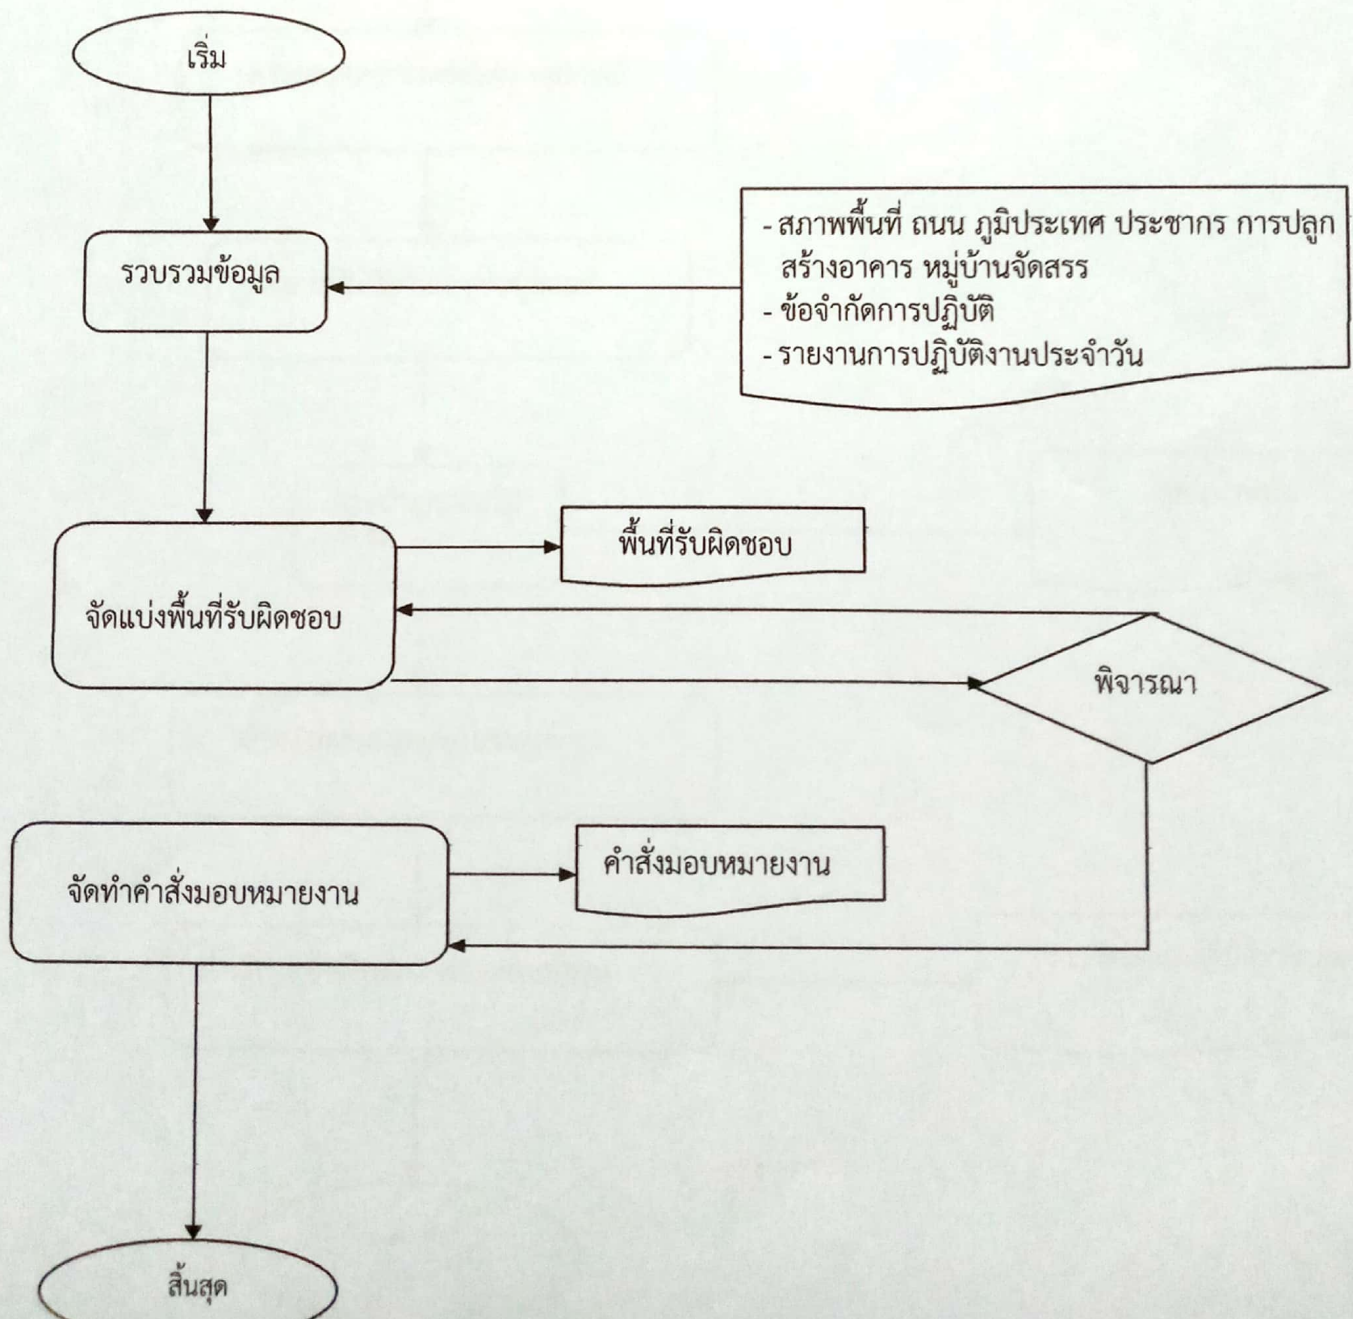 เริ่ม
รวบรวมข้อมูล
- สภาพพื้นที่ ถนน ภูมิประเทศ ประชากร การปลูก
สร้างอาคาร หมู่บ้านจัดสรร
- ข้อจำกัดการปฏิบัติ
- รายงานการปฏิบัติงานประจำวัน
พื้นที่รับผิดชอบ
จัดแบ่งพื้นที่รับผิดชอบ
พิจารณา
คำสั่งมอบหมายงาน
จัดทำคำสั่งมอบหมายงาน
สิ้นสุด